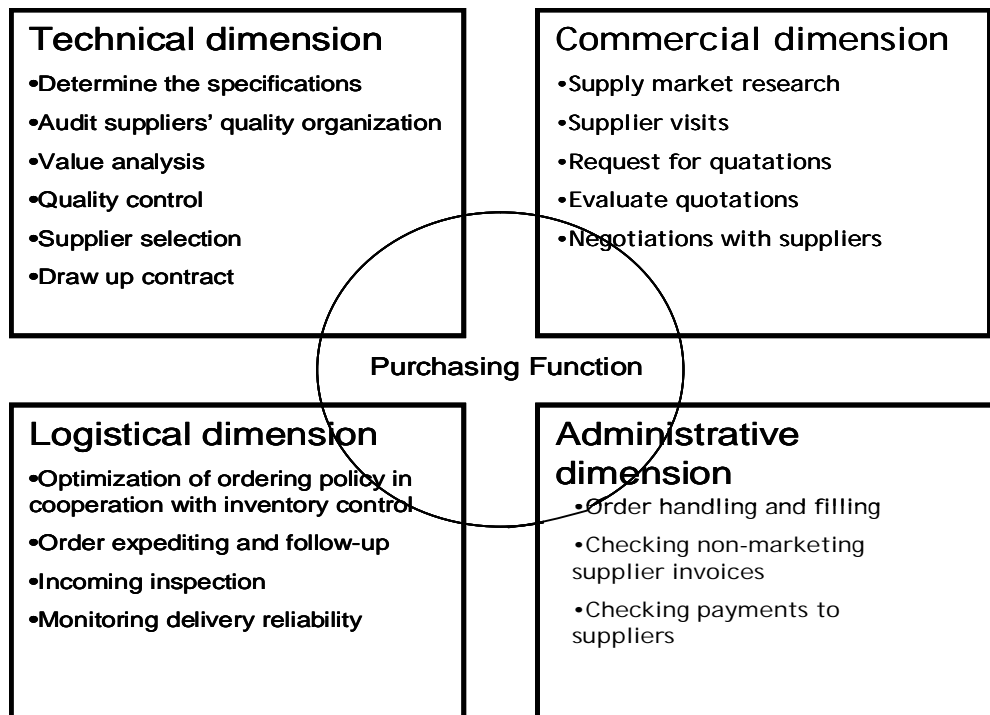 Technical dimension
•Determine the specifications
•Audit suppliers' quality organization
•Value analysis
•Quality control
•Supplier selection
•Draw up contract
Commercial dimension
•Supply market research
•Supplier visits
•Request for quatations
•Evaluate quotations
•Negotiations with suppliers
Purchasing Function
Logistical dimension
•Optimization of ordering policy in
cooperation with inventory control
•Order expediting and follow-up
•Incoming inspection
•Monitoring delivery reliability
Administrative
dimension
•Order handling and filling
•Checking non-marketing
supplier invoices
•Checking payments to
suppliers